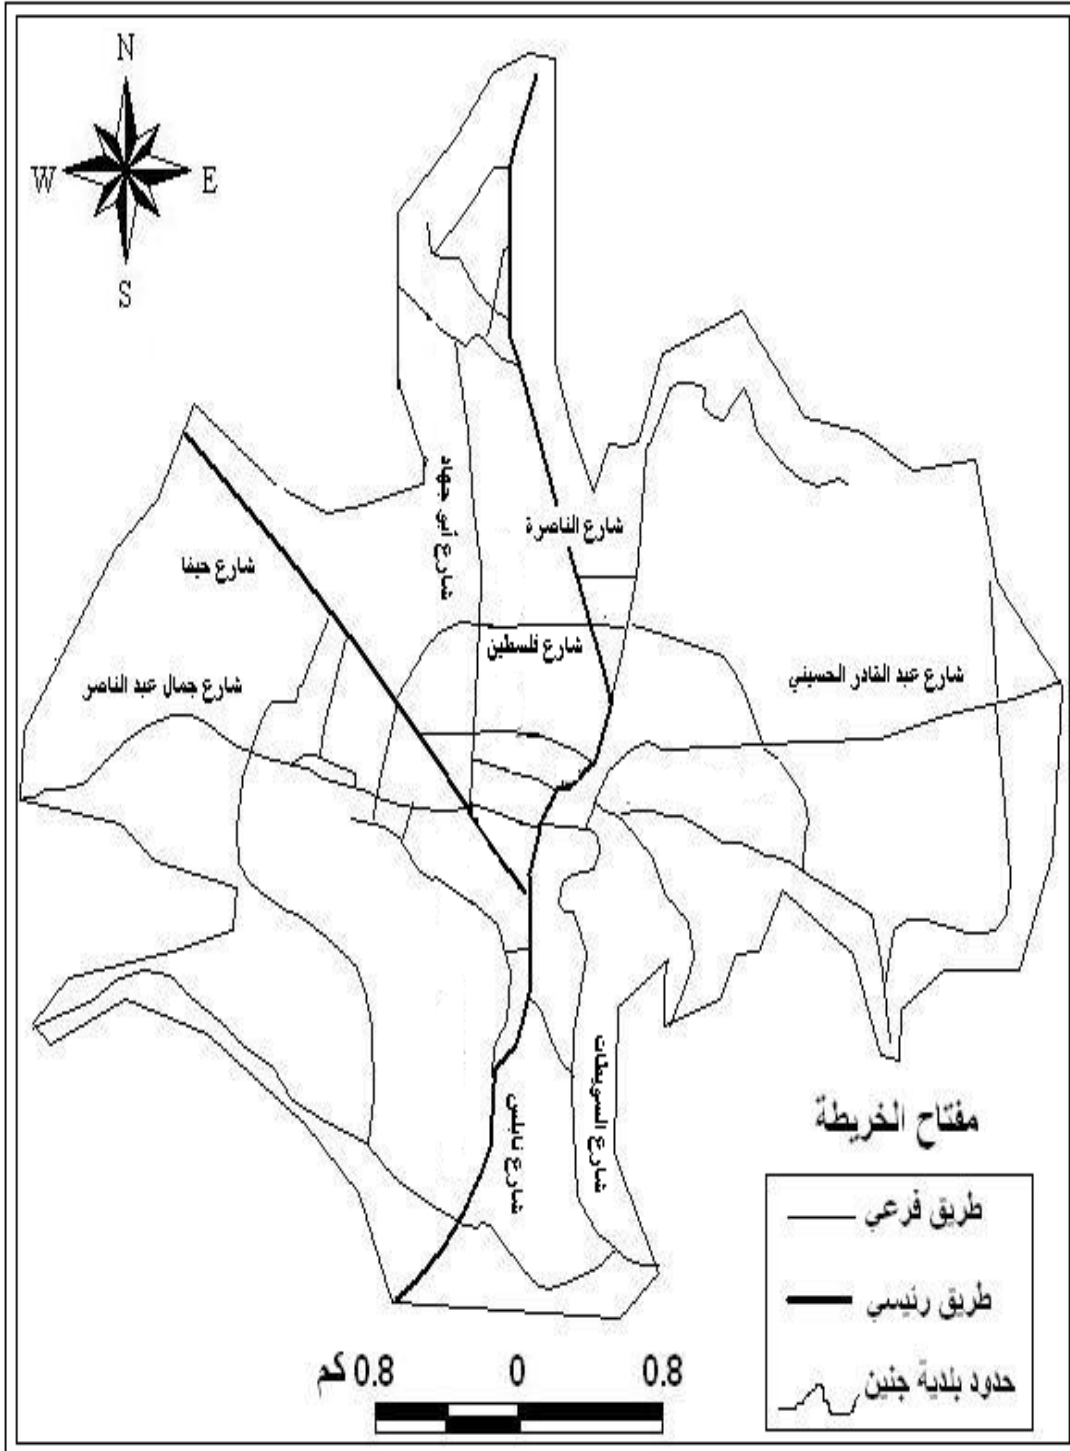 N
W E
S
شارع أبو جهاد
شارع الناصرة
شارع حيفا
شارع فلسطين
شارع جمال عبد الناصر
شارع عبد القادر الحسيني
شارع السويطات
شارع نابلس
مفتاح الخريطة
طريق فرعي
طريق رئيسي
حدود بلدية جنين
0.8 كم 0 0.8